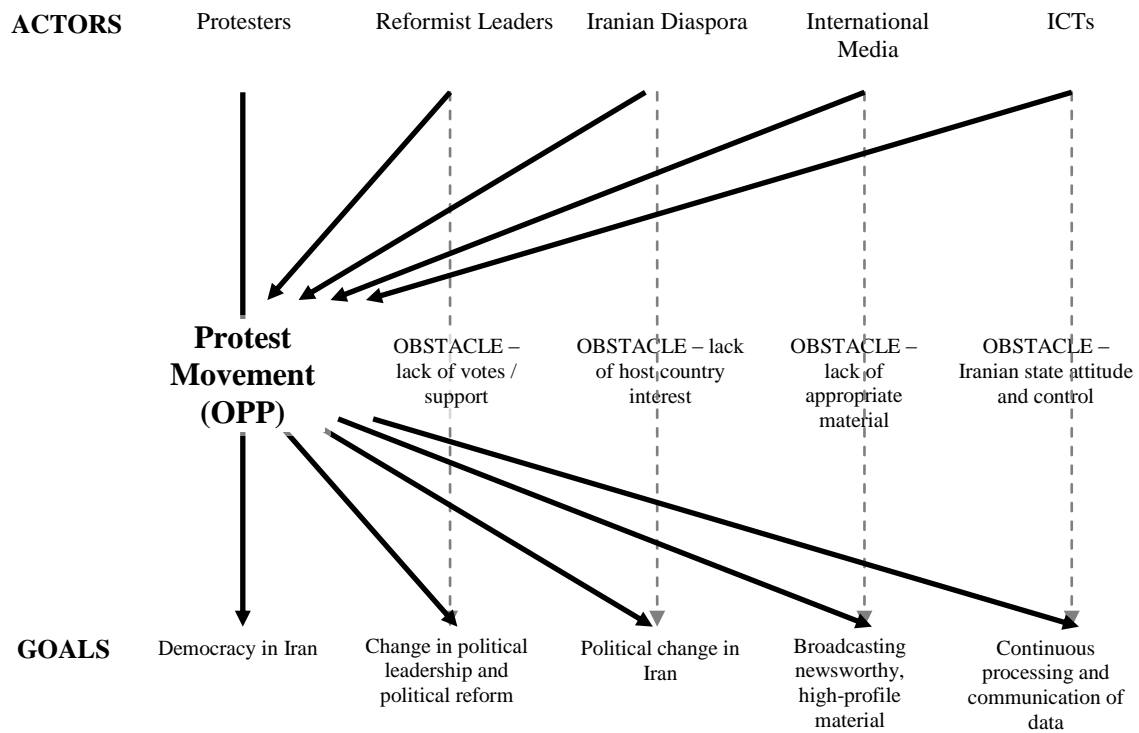 ACTORS
Protesters
Reformist Leaders
Iranian Diaspora
International
Media
ICTs
Protest
Movement
(OPP)
OBSTACLE –
lack of votes /
support
OBSTACLE – lack
of host country
interest
OBSTACLE –
lack of
appropriate
material
OBSTACLE –
Iranian state attitude
and control
GOALS
Democracy in Iran
Change in political
leadership and
political reform
Political change in
Iran
Broadcasting
newsworthy,
high-profile
material
Continuous
processing and
communication of
data